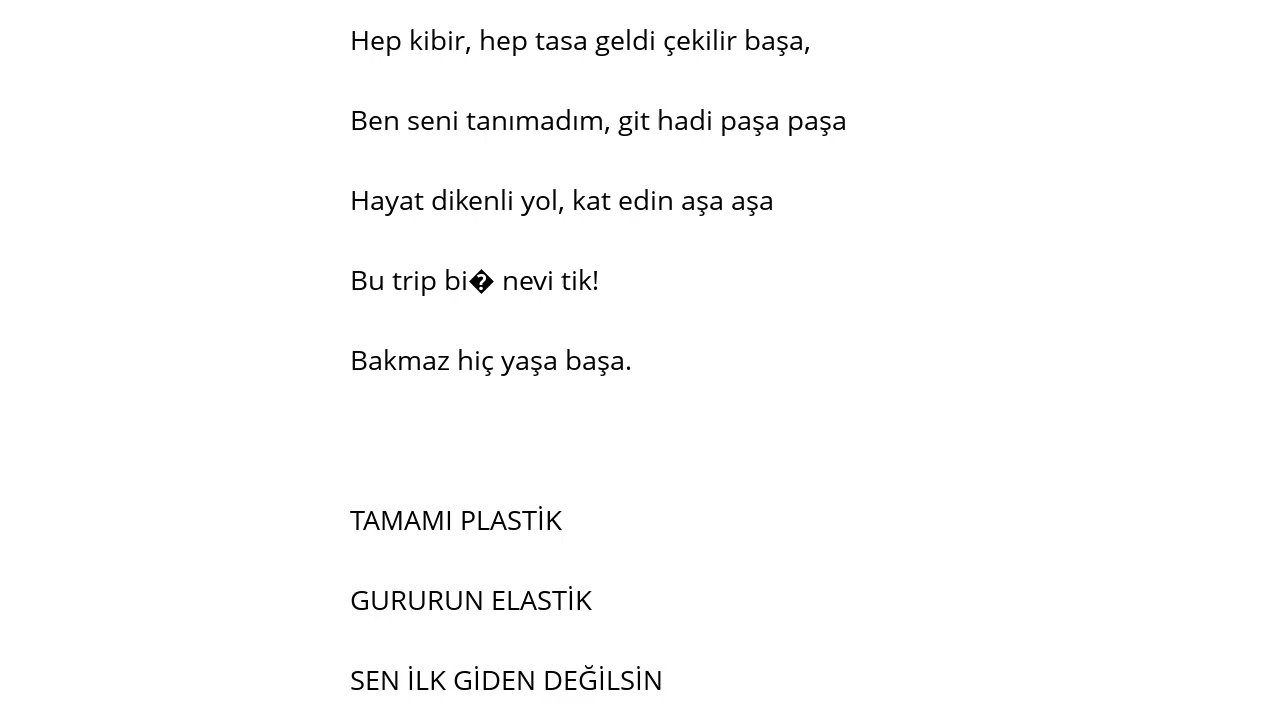 Hep kibir, hep tasa geldi çekilir başa,
Ben seni tanımadım, git hadi paşa paşa
Hayat dikenli yol, kat edin aşa aşa
Bu trip bi� nevi tik!
Bakmaz hiç yaşa başa.
TAMAMI PLASTİK
GURURUN ELASTİK
SEN İLK GİDEN DEĞİLSİN